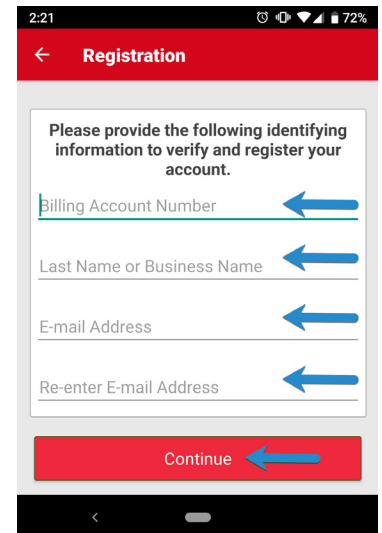 2:21 72%
Registration
Please provide the following identifying
information to verify and register your
account.
Billing Account Number
Last Name or Business Name
E-mail Address
Re-enter E-mail Address
Continue